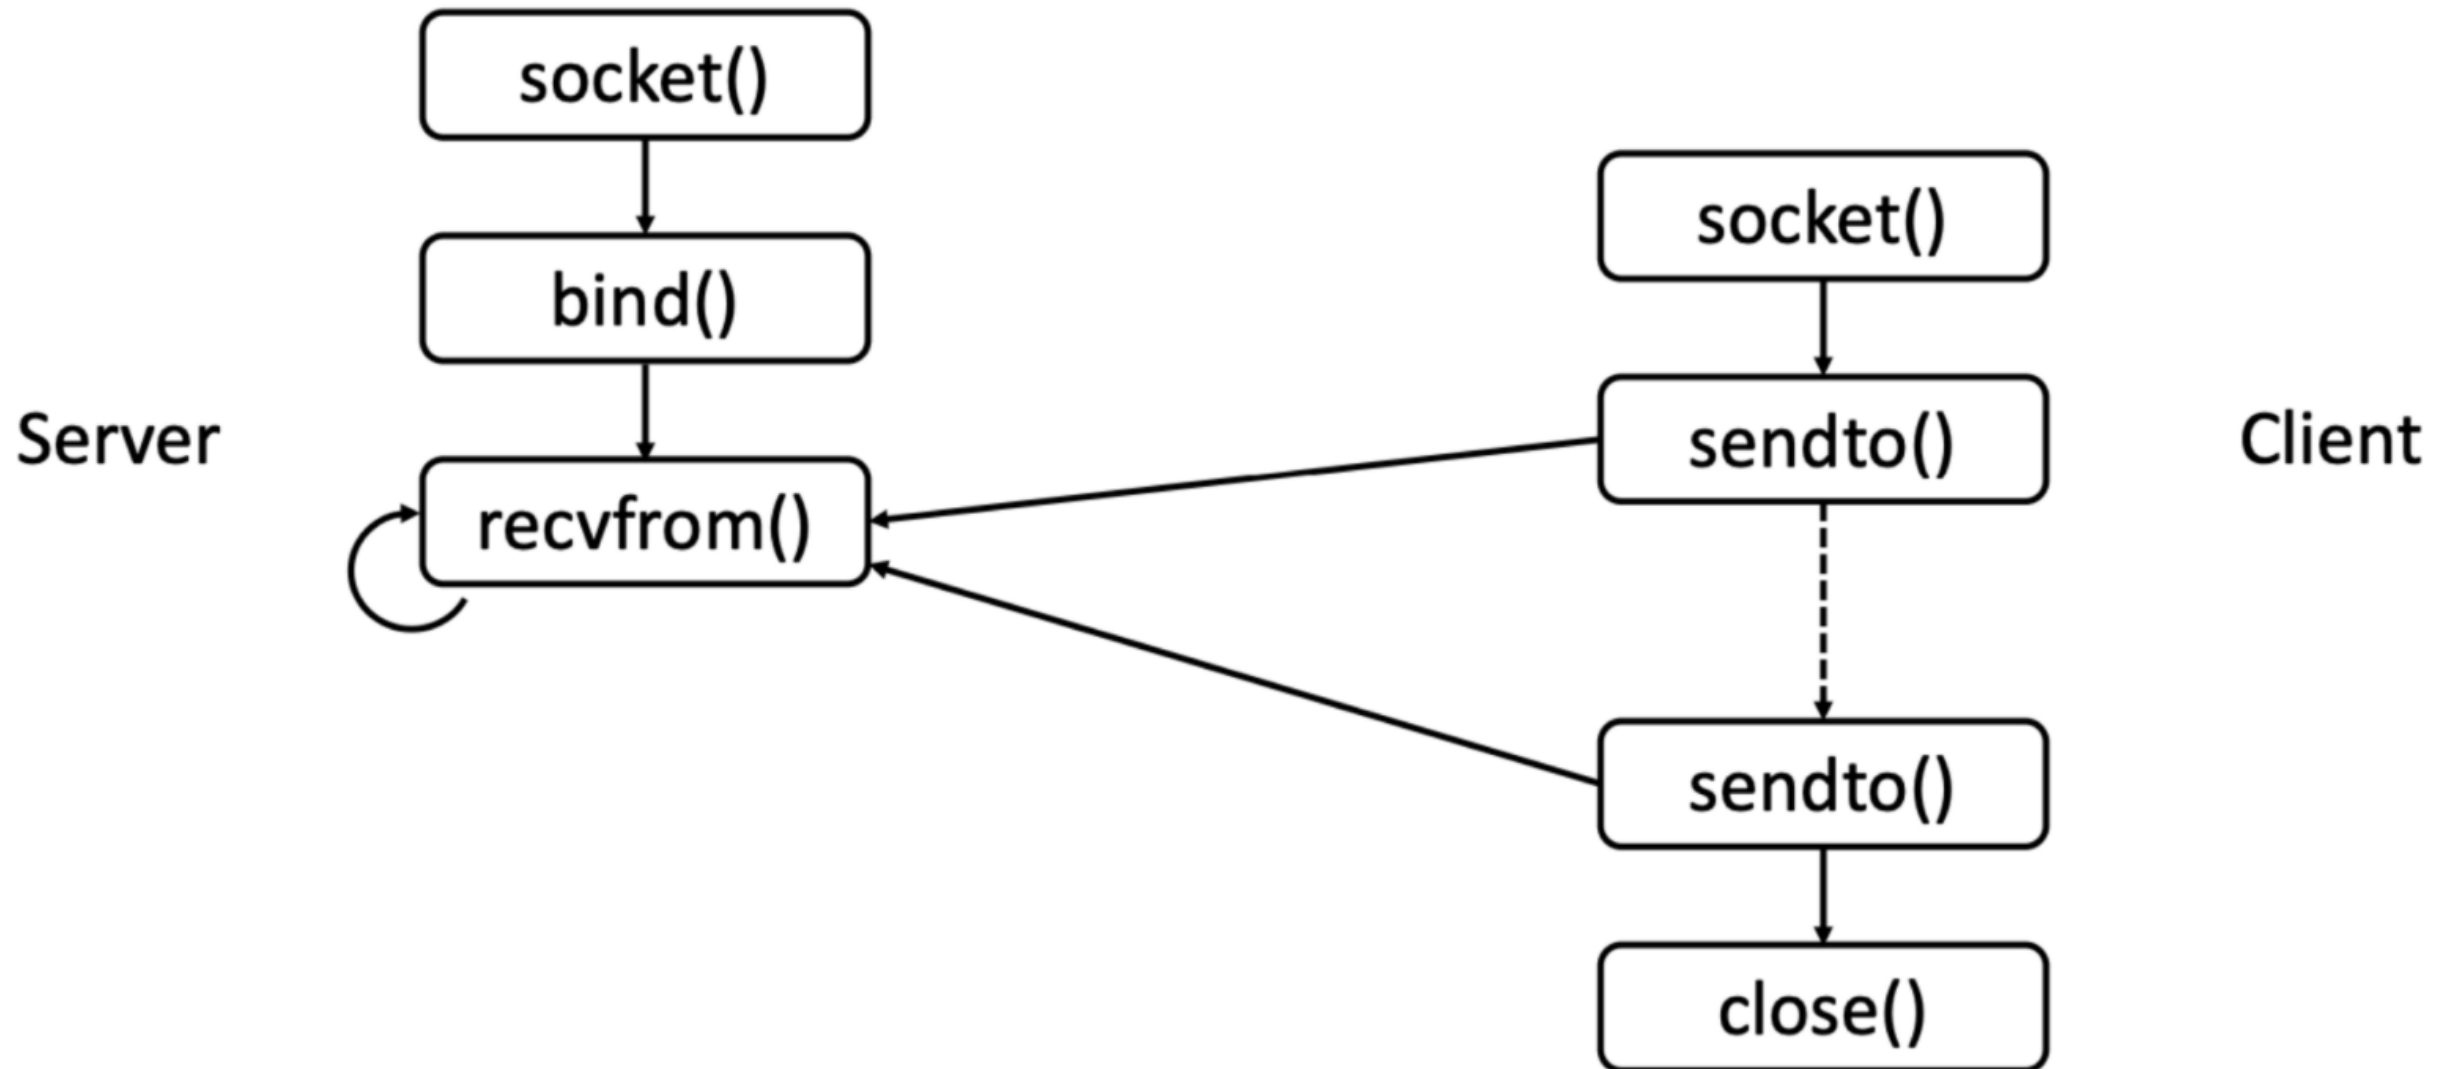 socket()
bind()
Server
recvfrom()
socket()
sendto()
Client
sendto()
close()